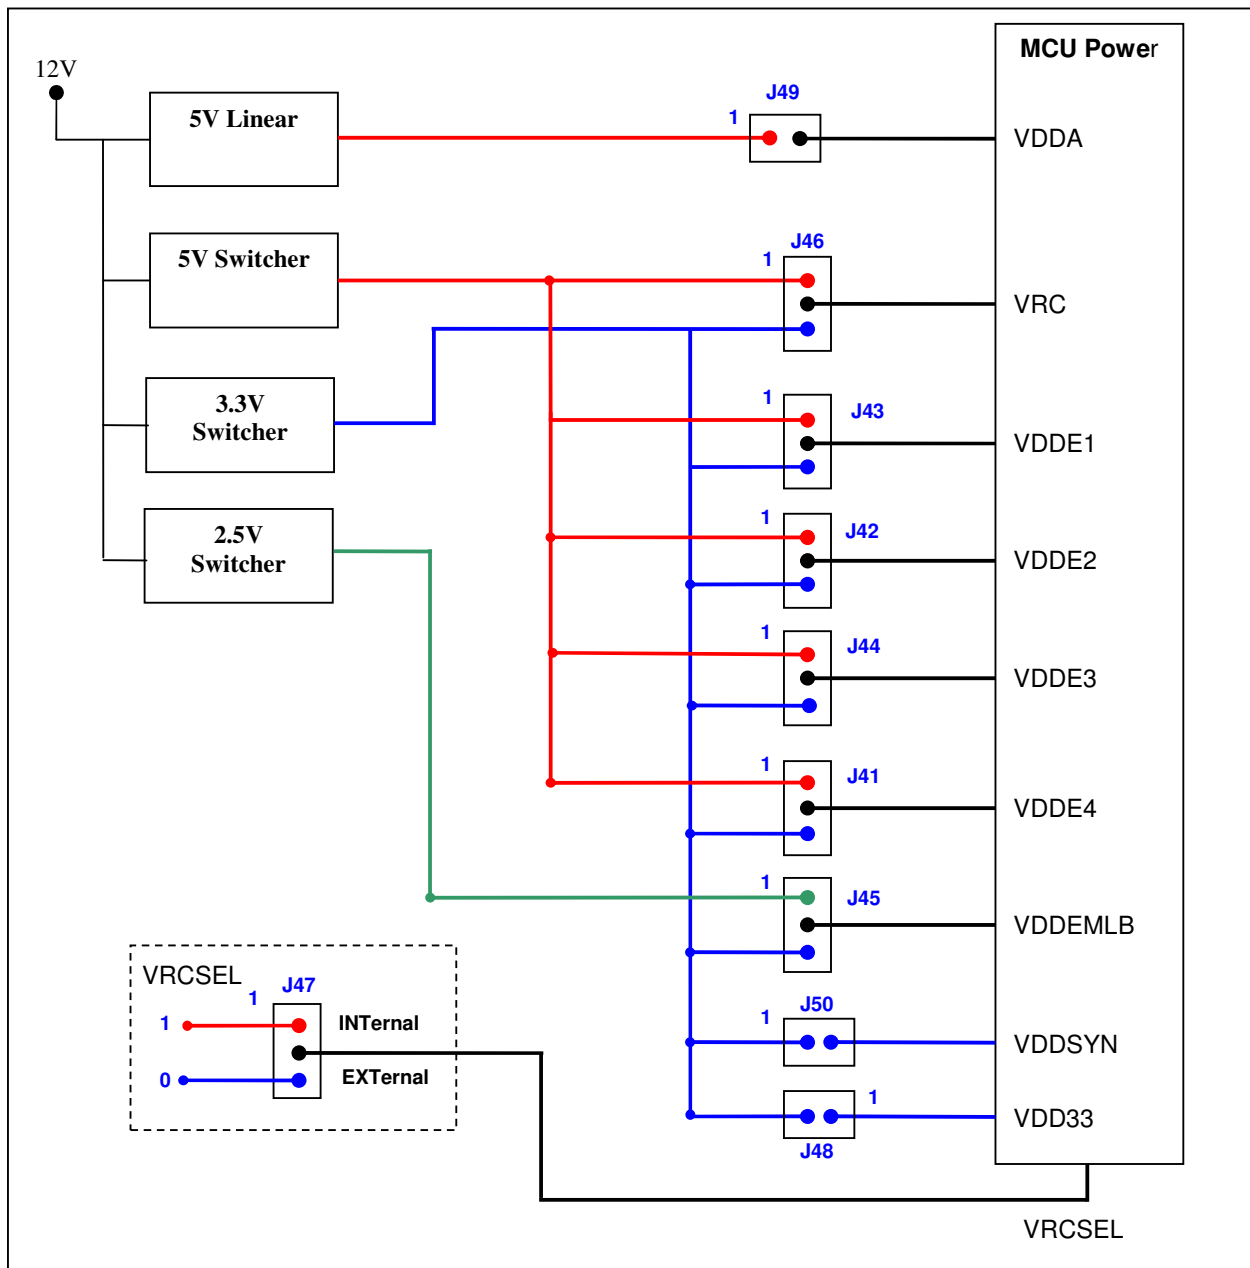 MCU Power
12V
5V Linear
J49
1
VDDA
5V Switcher
J46
1
VRC
3.3V
Switcher
1
J43
VDDE1
2.5V
Switcher
1
J42
VDDE2
1
J44
VDDE3
1
J41
VDDE4
1
J45
VDDEMLB
VRCSEL
J47
1
1
INTernal
0
EXTernal
J50
1
VDDSYN
1
VDD33
J48
VRCSEL